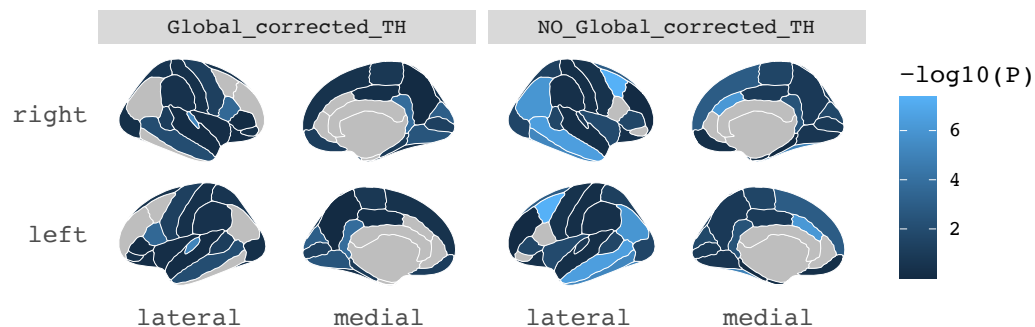 Global_corrected_TH
NO_Global_corrected_TH
−log10(P)
right
6
4
2
left
lateral
medial
lateral
medial